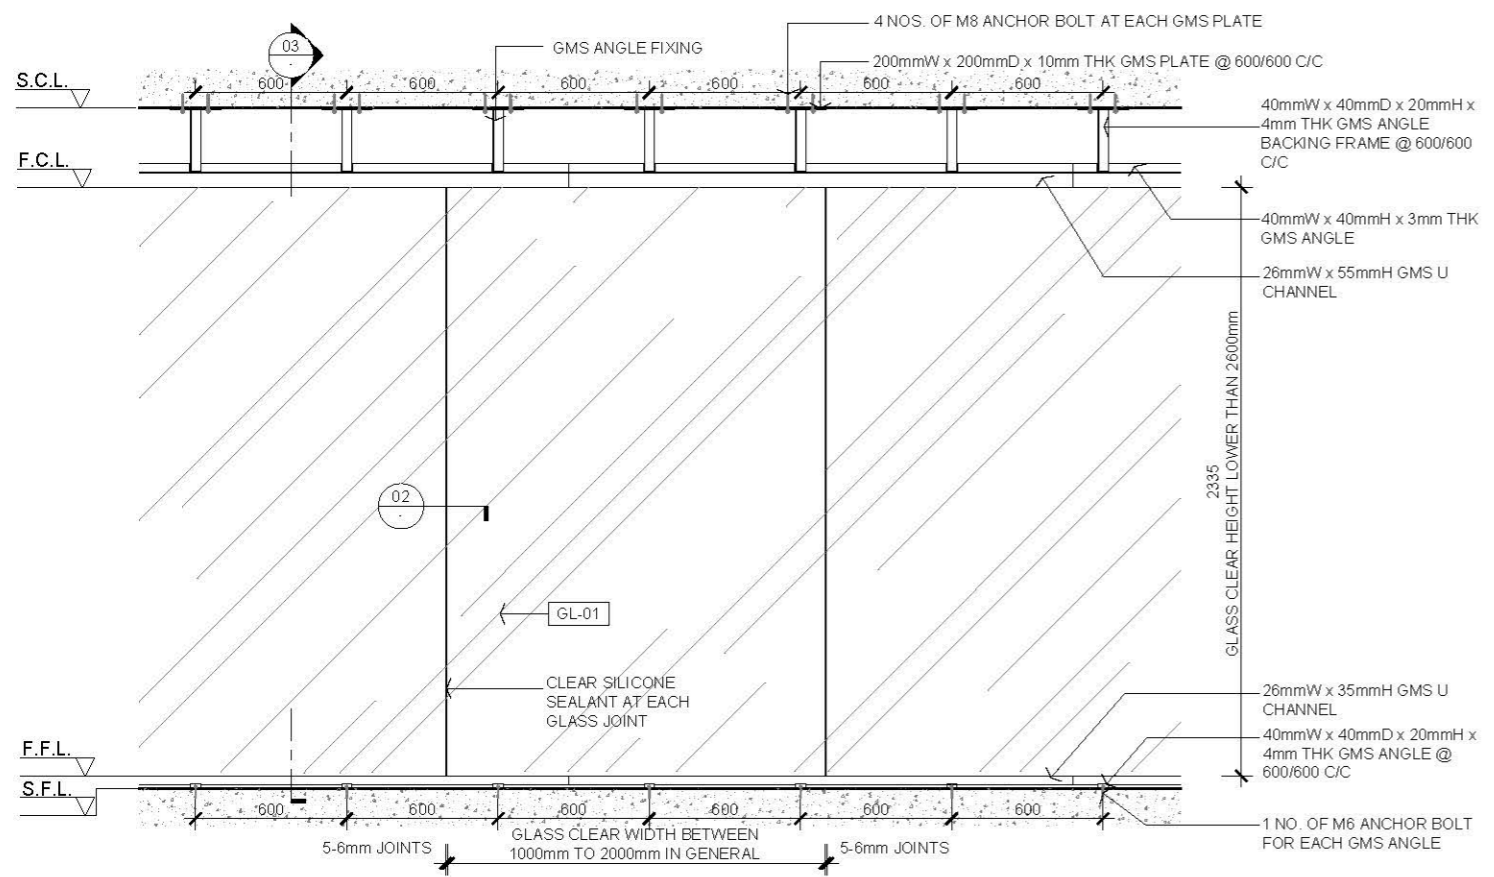 4 NOS. OF M8 ANCHOR BOLT AT EACH GMS PLATE
03
GMS ANGLE FIXING
200mmW x 200mmD x 10mm THK GMS PLATE @ 600/600 C/C
S.C.L.
600 600 600 600 600 600
40mmW x 40mmD x 20mmH x
4mm THK GMS ANGLE
BACKING FRAME @ 600/600
C/C
F.C.L.
40mmW x 40mmH x 3mm THK
GMS ANGLE
26mmW x 55mmH GMS U
CHANNEL
2335
GLASS CLEAR HEIGHT LOWER THAN 2600mm
02
GL-01
CLEAR SILICONE
SEALANT AT EACH
GLASS JOINT
26mmW x 35mmH GMS U
CHANNEL
40mmW x 40mmD x 20mmH x
4mm THK GMS ANGLE @
600/600 C/C
F.F.L.
S.F.L.
600 600 600 600 600 600
1 NO. OF M6 ANCHOR BOLT
FOR EACH GMS ANGLE
5-6mm JOINTS
GLASS CLEAR WIDTH BETWEEN
1000mm TO 2000mm IN GENERAL
5-6mm JOINTS